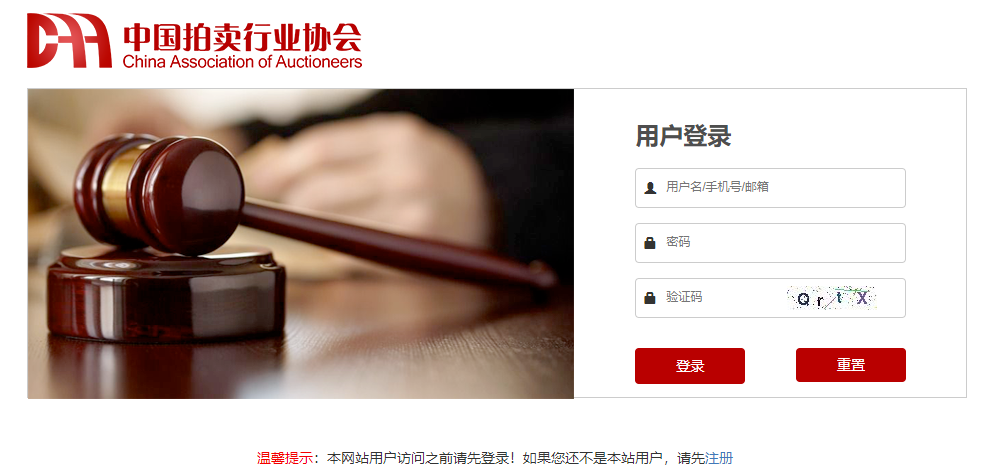 中国拍卖行业协会
China Association of Auctioneers
用户登录
用户名/手机号/邮箱
密码
验证码
Q r t X
登录
重置
温馨提示：本网站用户访问之前请先登录！如果您还不是本站用户，请先注册